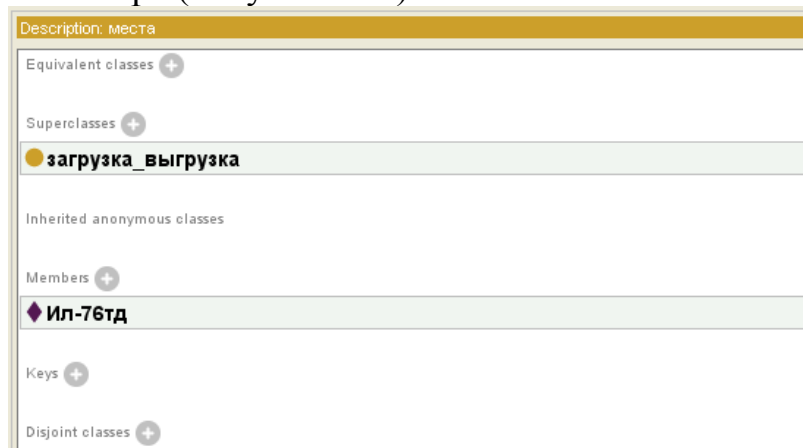 Description: места
Equivalent classes
Superclasses
загрузка_выгрузка
Inherited anonymous classes
Members
Ил-76тд
Keys
Disjoint classes